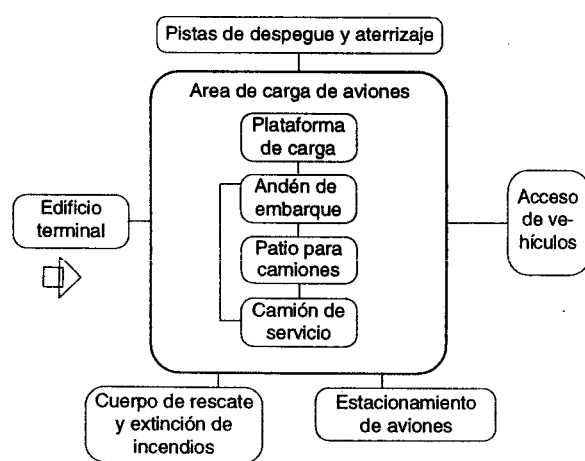 Pistas de despegue y aterrizaje
Area de carga de aviones
Plataforma
de carga
Andén de
embarque
Patio para
camiones
Camión de
servicio
Edificio
terminal
Acceso
de ve-
hículos
Cuerpo de rescate
y extinción de
incendios
Estacionamiento
de aviones